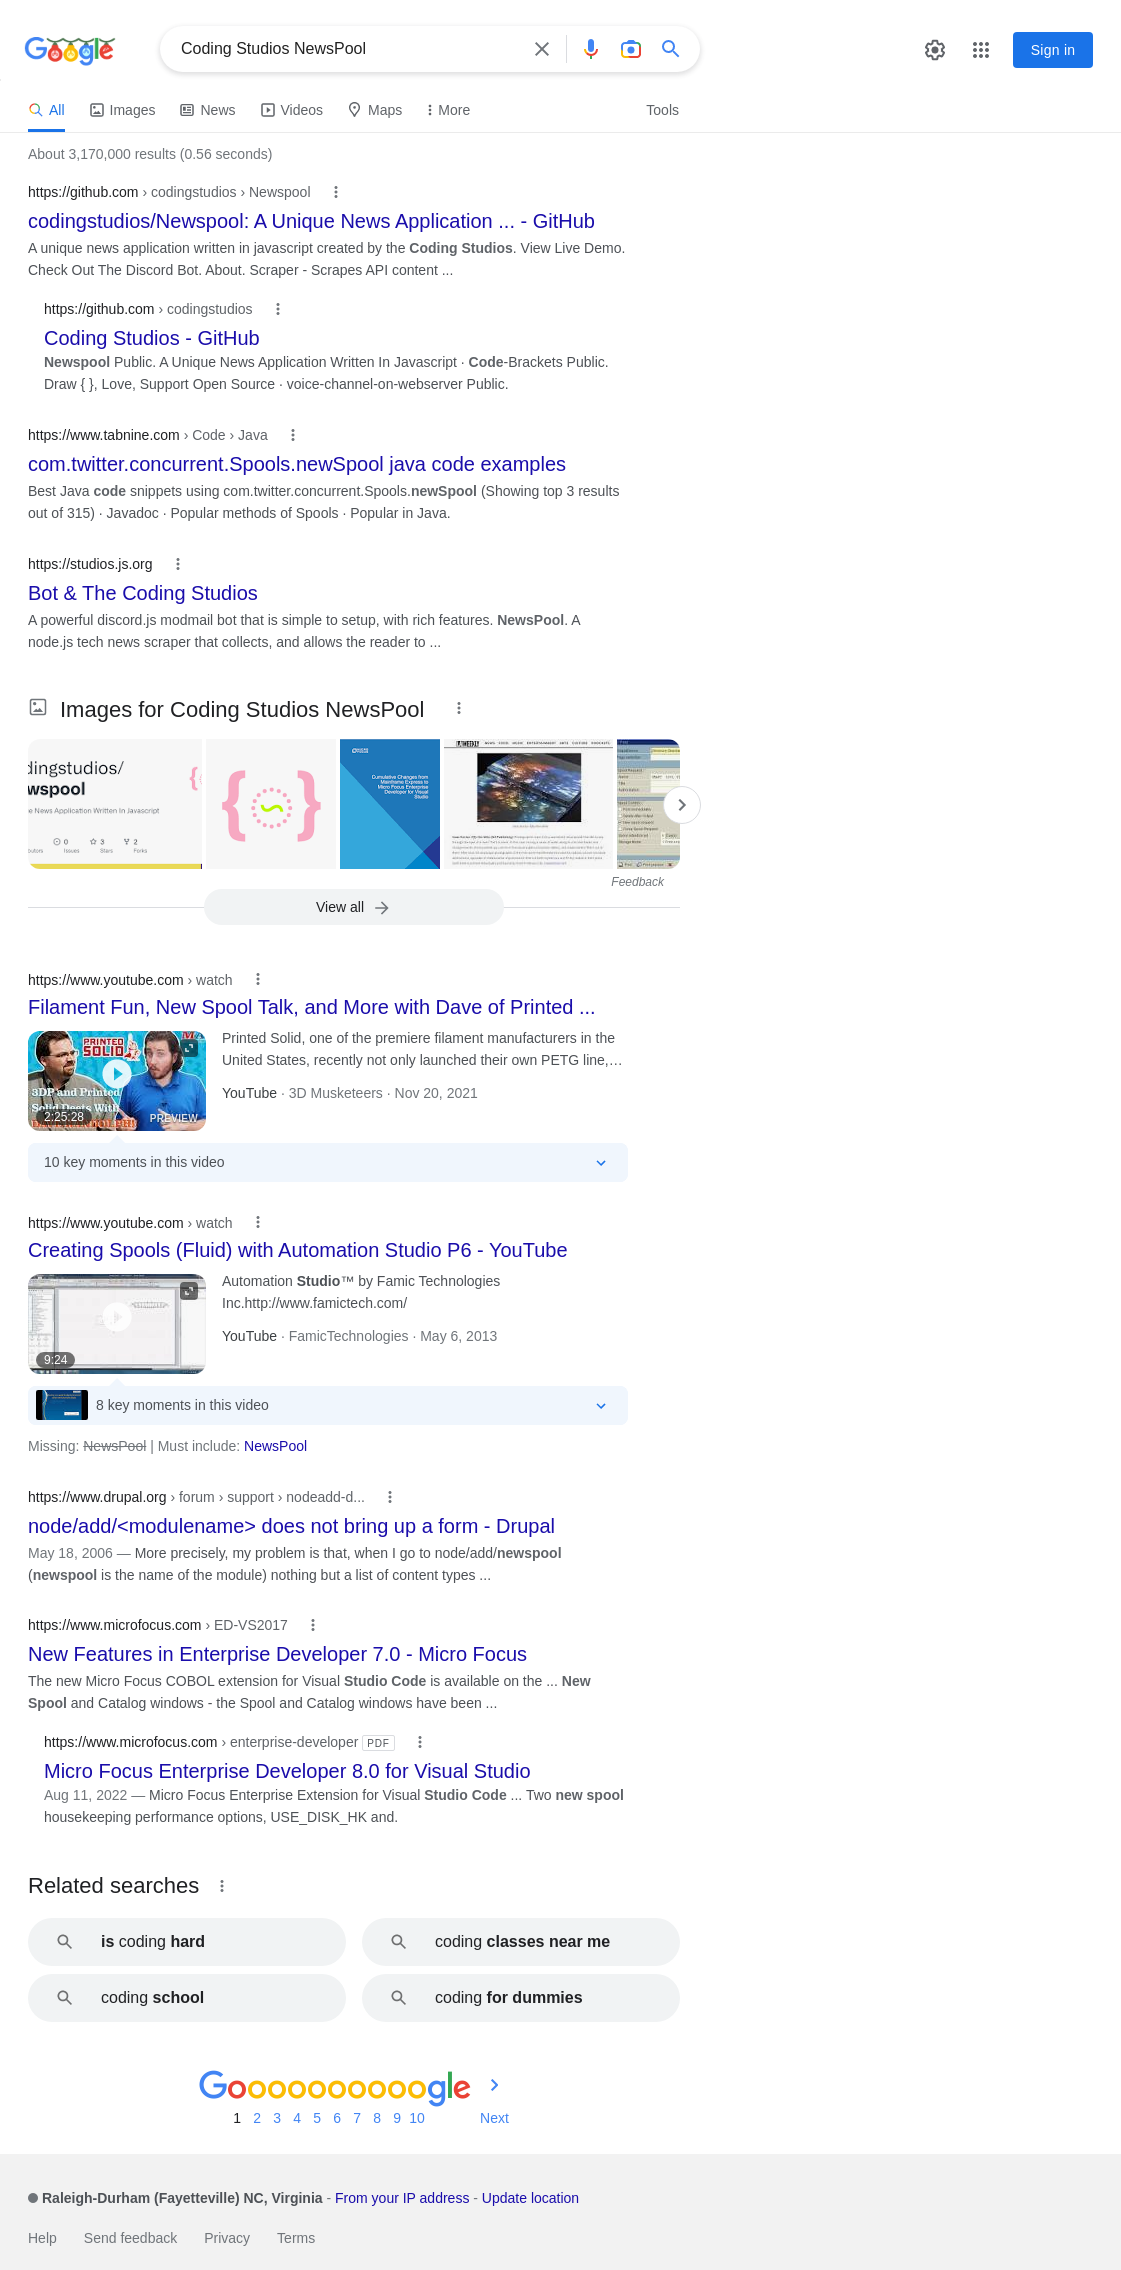 Google
Coding Studios NewsPool
Sign in
All
Images
News
Videos
Maps
More
Tools
About 3,170,000 results (0.56 seconds)
https://github.com › codingstudios › Newspool
codingstudios/Newspool: A Unique News Application ... - GitHub
A unique news application written in javascript created by the Coding Studios. View Live Demo.
Check Out The Discord Bot. About. Scraper - Scrapes API content ...
https://github.com › codingstudios
Coding Studios - GitHub
Newspool Public. A Unique News Application Written In Javascript · Code-Brackets Public.
Draw { }, Love, Support Open Source · voice-channel-on-webserver Public.
https://www.tabnine.com › Code › Java
com.twitter.concurrent.Spools.newSpool java code examples
Best Java code snippets using com.twitter.concurrent.Spools.newSpool (Showing top 3 results
out of 315) · Javadoc · Popular methods of Spools · Popular in Java.
https://studios.js.org
Bot & The Coding Studios
A powerful discord.js modmail bot that is simple to setup, with rich features. NewsPool. A
node.js tech news scraper that collects, and allows the reader to ...
Images for Coding Studios NewsPool
dingstudios/
wspool
e News Application Written In Javascript
0 3 2
utors Issues Stars Forks
Cumulative Changes from
Mainframe Express to
Micro Focus Enterprise
Developer for Visual
Studio
Feedback
View all
https://www.youtube.com › watch
Filament Fun, New Spool Talk, and More with Dave of Printed ...
PRINTED
SOLID
3DP and Printed
Solid Deets With
2:25:28
PREVIEW
Printed Solid, one of the premiere filament manufacturers in the
United States, recently not only launched their own PETG line,…
YouTube · 3D Musketeers · Nov 20, 2021
10 key moments in this video
https://www.youtube.com › watch
Creating Spools (Fluid) with Automation Studio P6 - YouTube
9:24
Automation Studio™ by Famic Technologies
Inc.http://www.famictech.com/
YouTube · FamicTechnologies · May 6, 2013
8 key moments in this video
Missing: NewsPool | Must include: NewsPool
https://www.drupal.org › forum › support › nodeadd-d...
node/add/<modulename> does not bring up a form - Drupal
May 18, 2006 — More precisely, my problem is that, when I go to node/add/newspool
(newspool is the name of the module) nothing but a list of content types ...
https://www.microfocus.com › ED-VS2017
New Features in Enterprise Developer 7.0 - Micro Focus
The new Micro Focus COBOL extension for Visual Studio Code is available on the ... New
Spool and Catalog windows - the Spool and Catalog windows have been ...
https://www.microfocus.com › enterprise-developer PDF
Micro Focus Enterprise Developer 8.0 for Visual Studio
Aug 11, 2022 — Micro Focus Enterprise Extension for Visual Studio Code ... Two new spool
housekeeping performance options, USE_DISK_HK and.
Related searches
is coding hard
coding classes near me
coding school
coding for dummies
Goooooooooogle
1 2 3 4 5 6 7 8 9 10 Next
Raleigh-Durham (Fayetteville) NC, Virginia - From your IP address - Update location
Help Send feedback Privacy Terms